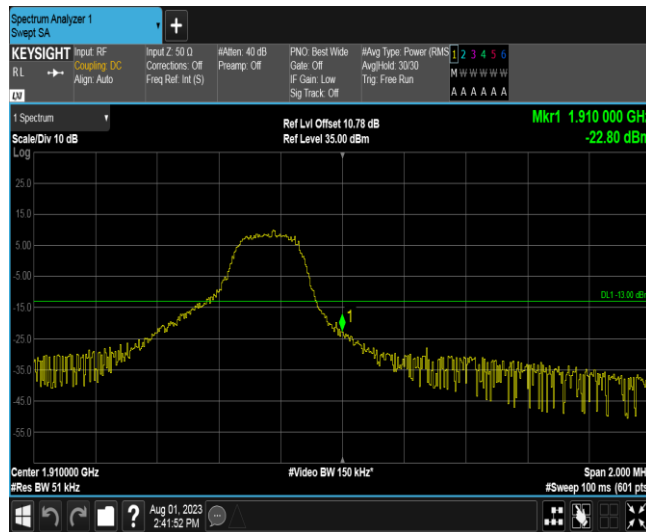 Spectrum Analyzer 1
Swept SA
KEYSIGHT
RL
LXI
Input: RF
Coupling: DC
Align: Auto
Input Z: 50 Ω
Corrections: Off
Freq Ref: Int (S)
#Atten: 40 dB
Preamp: Off
PNO: Best Wide
Gate: Off
IF Gain: Low
Sig Track: Off
#Avg Type: Power (RMS
Avg|Hold: 30/30
Trig: Free Run
1 2 3 4 5 6
M W W W W W
A A A A A A
1 Spectrum
Scale/Div 10 dB
Ref Lvl Offset 10.78 dB
Ref Level 35.00 dBm
Mkr1 1.910 000 GHz
-22.80 dBm
Log
25.0
15.0
5.00
-5.00
-15.0
-25.0
-35.0
-45.0
-55.0
1
DL1 -13.00 dBm
Center 1.910000 GHz
#Res BW 51 kHz
#Video BW 150 kHz*
Span 2.000 MHz
#Sweep 100 ms (601 pts)
?
Aug 01, 2023
2:41:52 PM